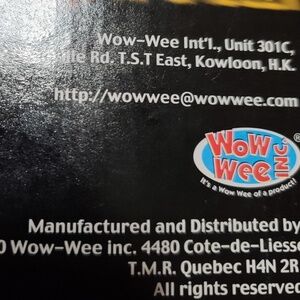 Wow-Wee Int'l., Unit 301C,
Rd. T.S.T East, Kowloon, H.K.
http://wowwee@wowwee.com
WOW
WEE INC.
®
It's a Wow Wee of a product!
Manufactured and Distributed by
0 Wow-Wee inc. 4480 Cote-de-Liesse
T.M.R. Quebec H4N 2R
All rights reserved